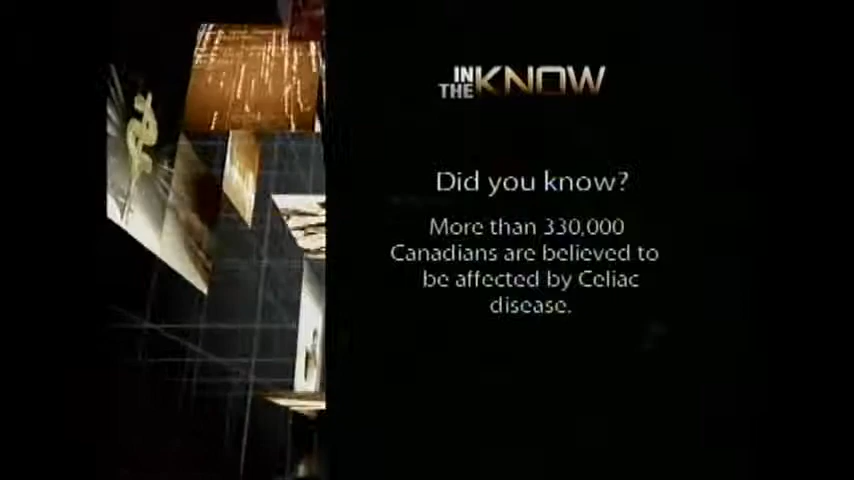 IN THE KNOW
Did you know?
More than 330,000
Canadians are believed to
be affected by Celiac
disease.